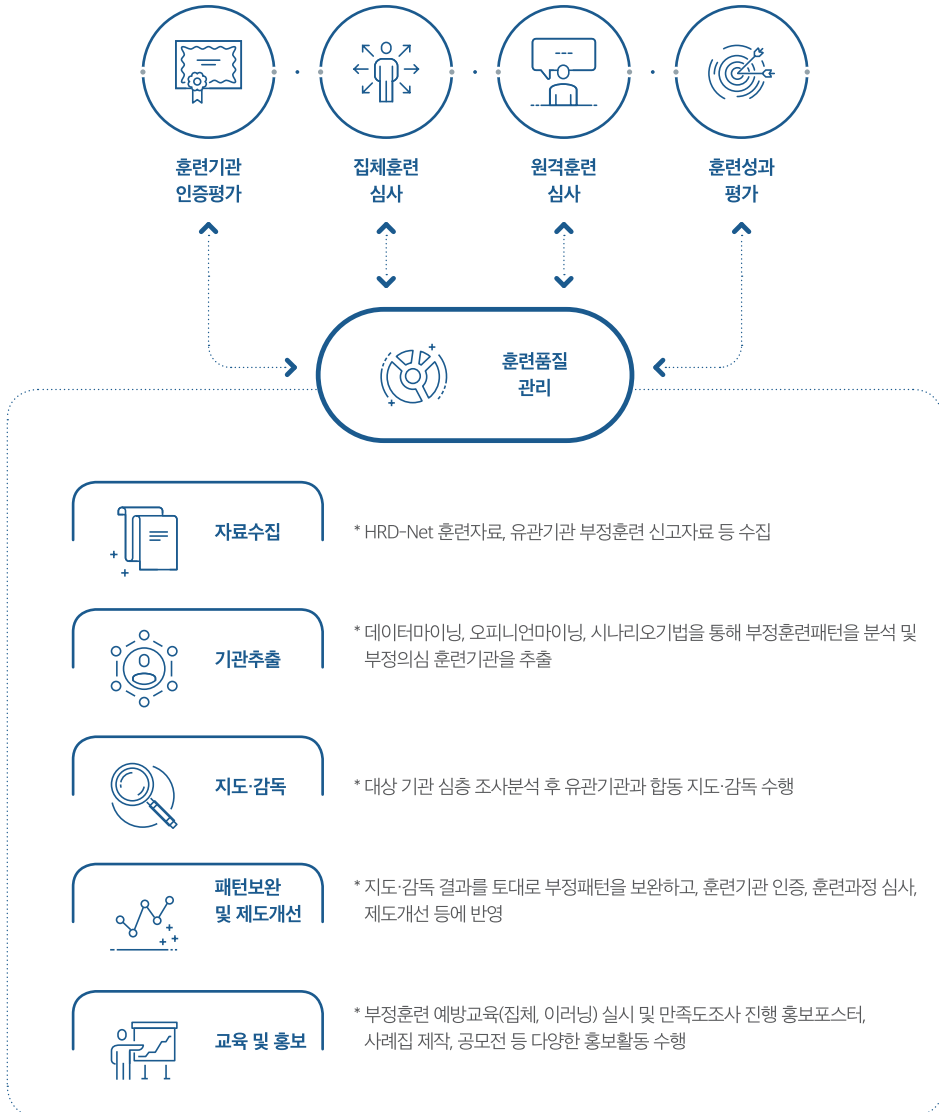 훈련기관
인증평가
집체훈련
심사
원격훈련
심사
훈련성과
평가
훈련품질
관리
자료수집
* HRD-Net 훈련자료, 유관기관 부정훈련 신고자료 등 수집
기관추출
* 데이터마이닝, 오피니언마이닝, 시나리오기법을 통해 부정훈련패턴을 분석 및
부정의심 훈련기관을 추출
지도·감독
* 대상 기관 심층 조사분석 후 유관기관과 합동 지도·감독 수행
패턴보완
및 제도개선
* 지도·감독 결과를 토대로 부정패턴을 보완하고, 훈련기관 인증, 훈련과정 심사,
제도개선 등에 반영
교육 및 홍보
* 부정훈련 예방교육(집체, 이러닝) 실시 및 만족도조사 진행 홍보포스터,
사례집 제작, 공모전 등 다양한 홍보활동 수행